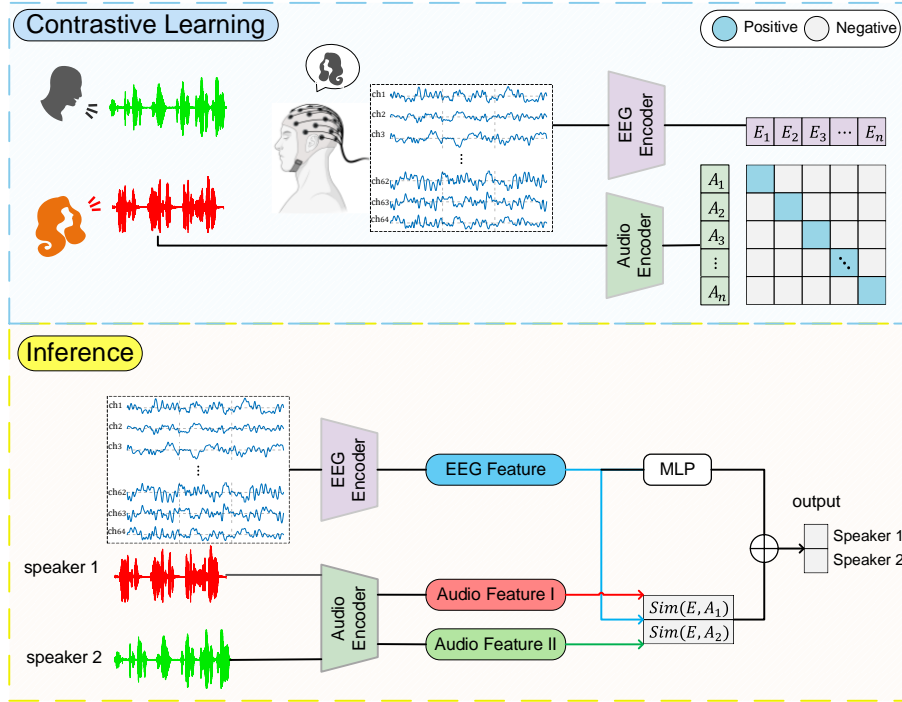 Contrastive Learning
Positive
Negative
ch1
ch2
ch3
⋮
ch62
ch63
ch64
EEG
Encoder
E1 E2 E3 ⋯ En
Audio
Encoder
A1
A2
A3
⋮
An
⋱
Inference
ch1
ch2
ch3
⋮
ch62
ch63
ch64
EEG
Encoder
EEG Feature
MLP
output
Speaker 1
Speaker 2
speaker 1
speaker 2
Audio
Encoder
Audio Feature I
Audio Feature II
Sim(E, A1)
Sim(E, A2)